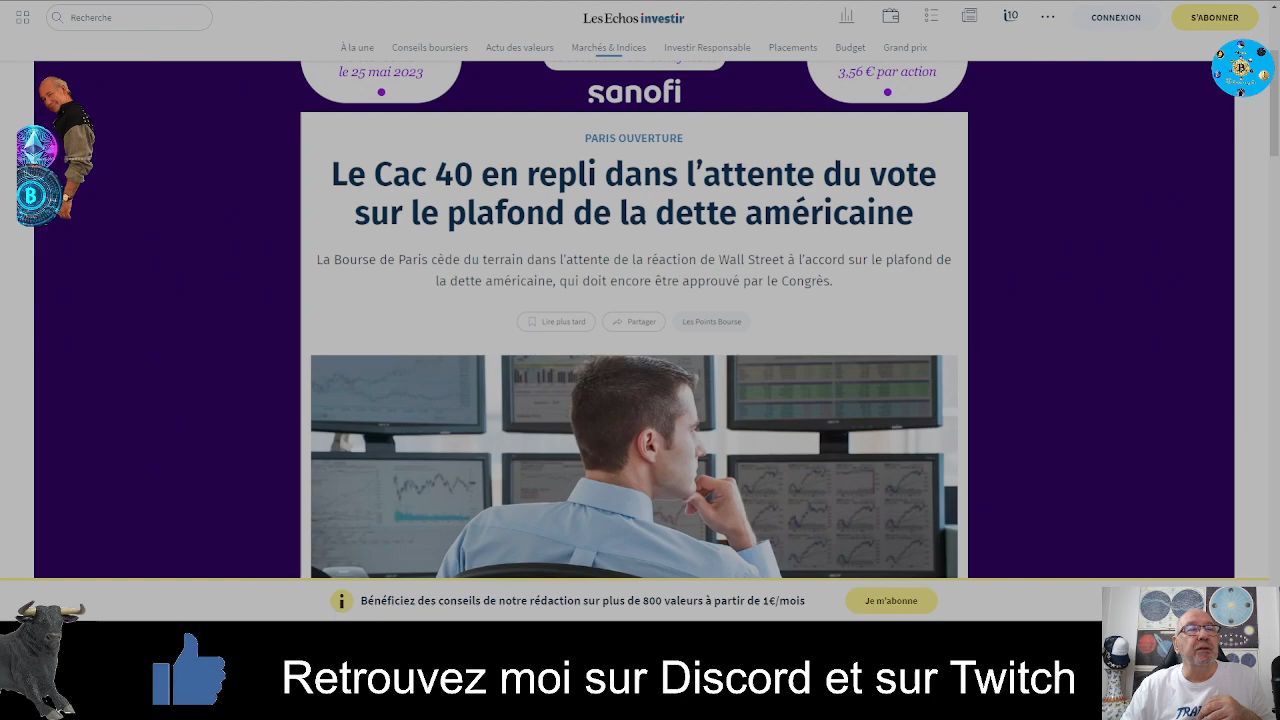 Recherche
Les Echos investir
i10
CONNEXION
S'ABONNER
À la une
Conseils boursiers
Actu des valeurs
Marchés & Indices
Investir Responsable
Placements
Budget
Grand prix
le 25 mai 2023
3,56 € par action
sanofi
PARIS OUVERTURE
Le Cac 40 en repli dans l'attente du vote
sur le plafond de la dette américaine
La Bourse de Paris cède du terrain dans l'attente de la réaction de Wall Street à l'accord sur le plafond de
la dette américaine, qui doit encore être approuvé par le Congrès.
Lire plus tard
Partager
Les Points Bourse
Bénéficiez des conseils de notre rédaction sur plus de 800 valeurs à partir de 1€/mois
Je m'abonne
Retrouvez moi sur Discord et sur Twitch